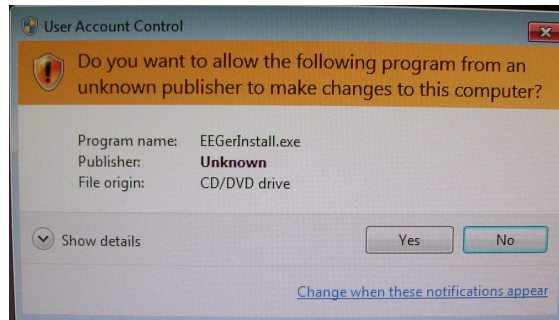 User Account Control
Do you want to allow the following program from an
unknown publisher to make changes to this computer?
Program name: EEGerInstall.exe
Publisher: Unknown
File origin: CD/DVD drive
Show details
Yes
No
Change when these notifications appear